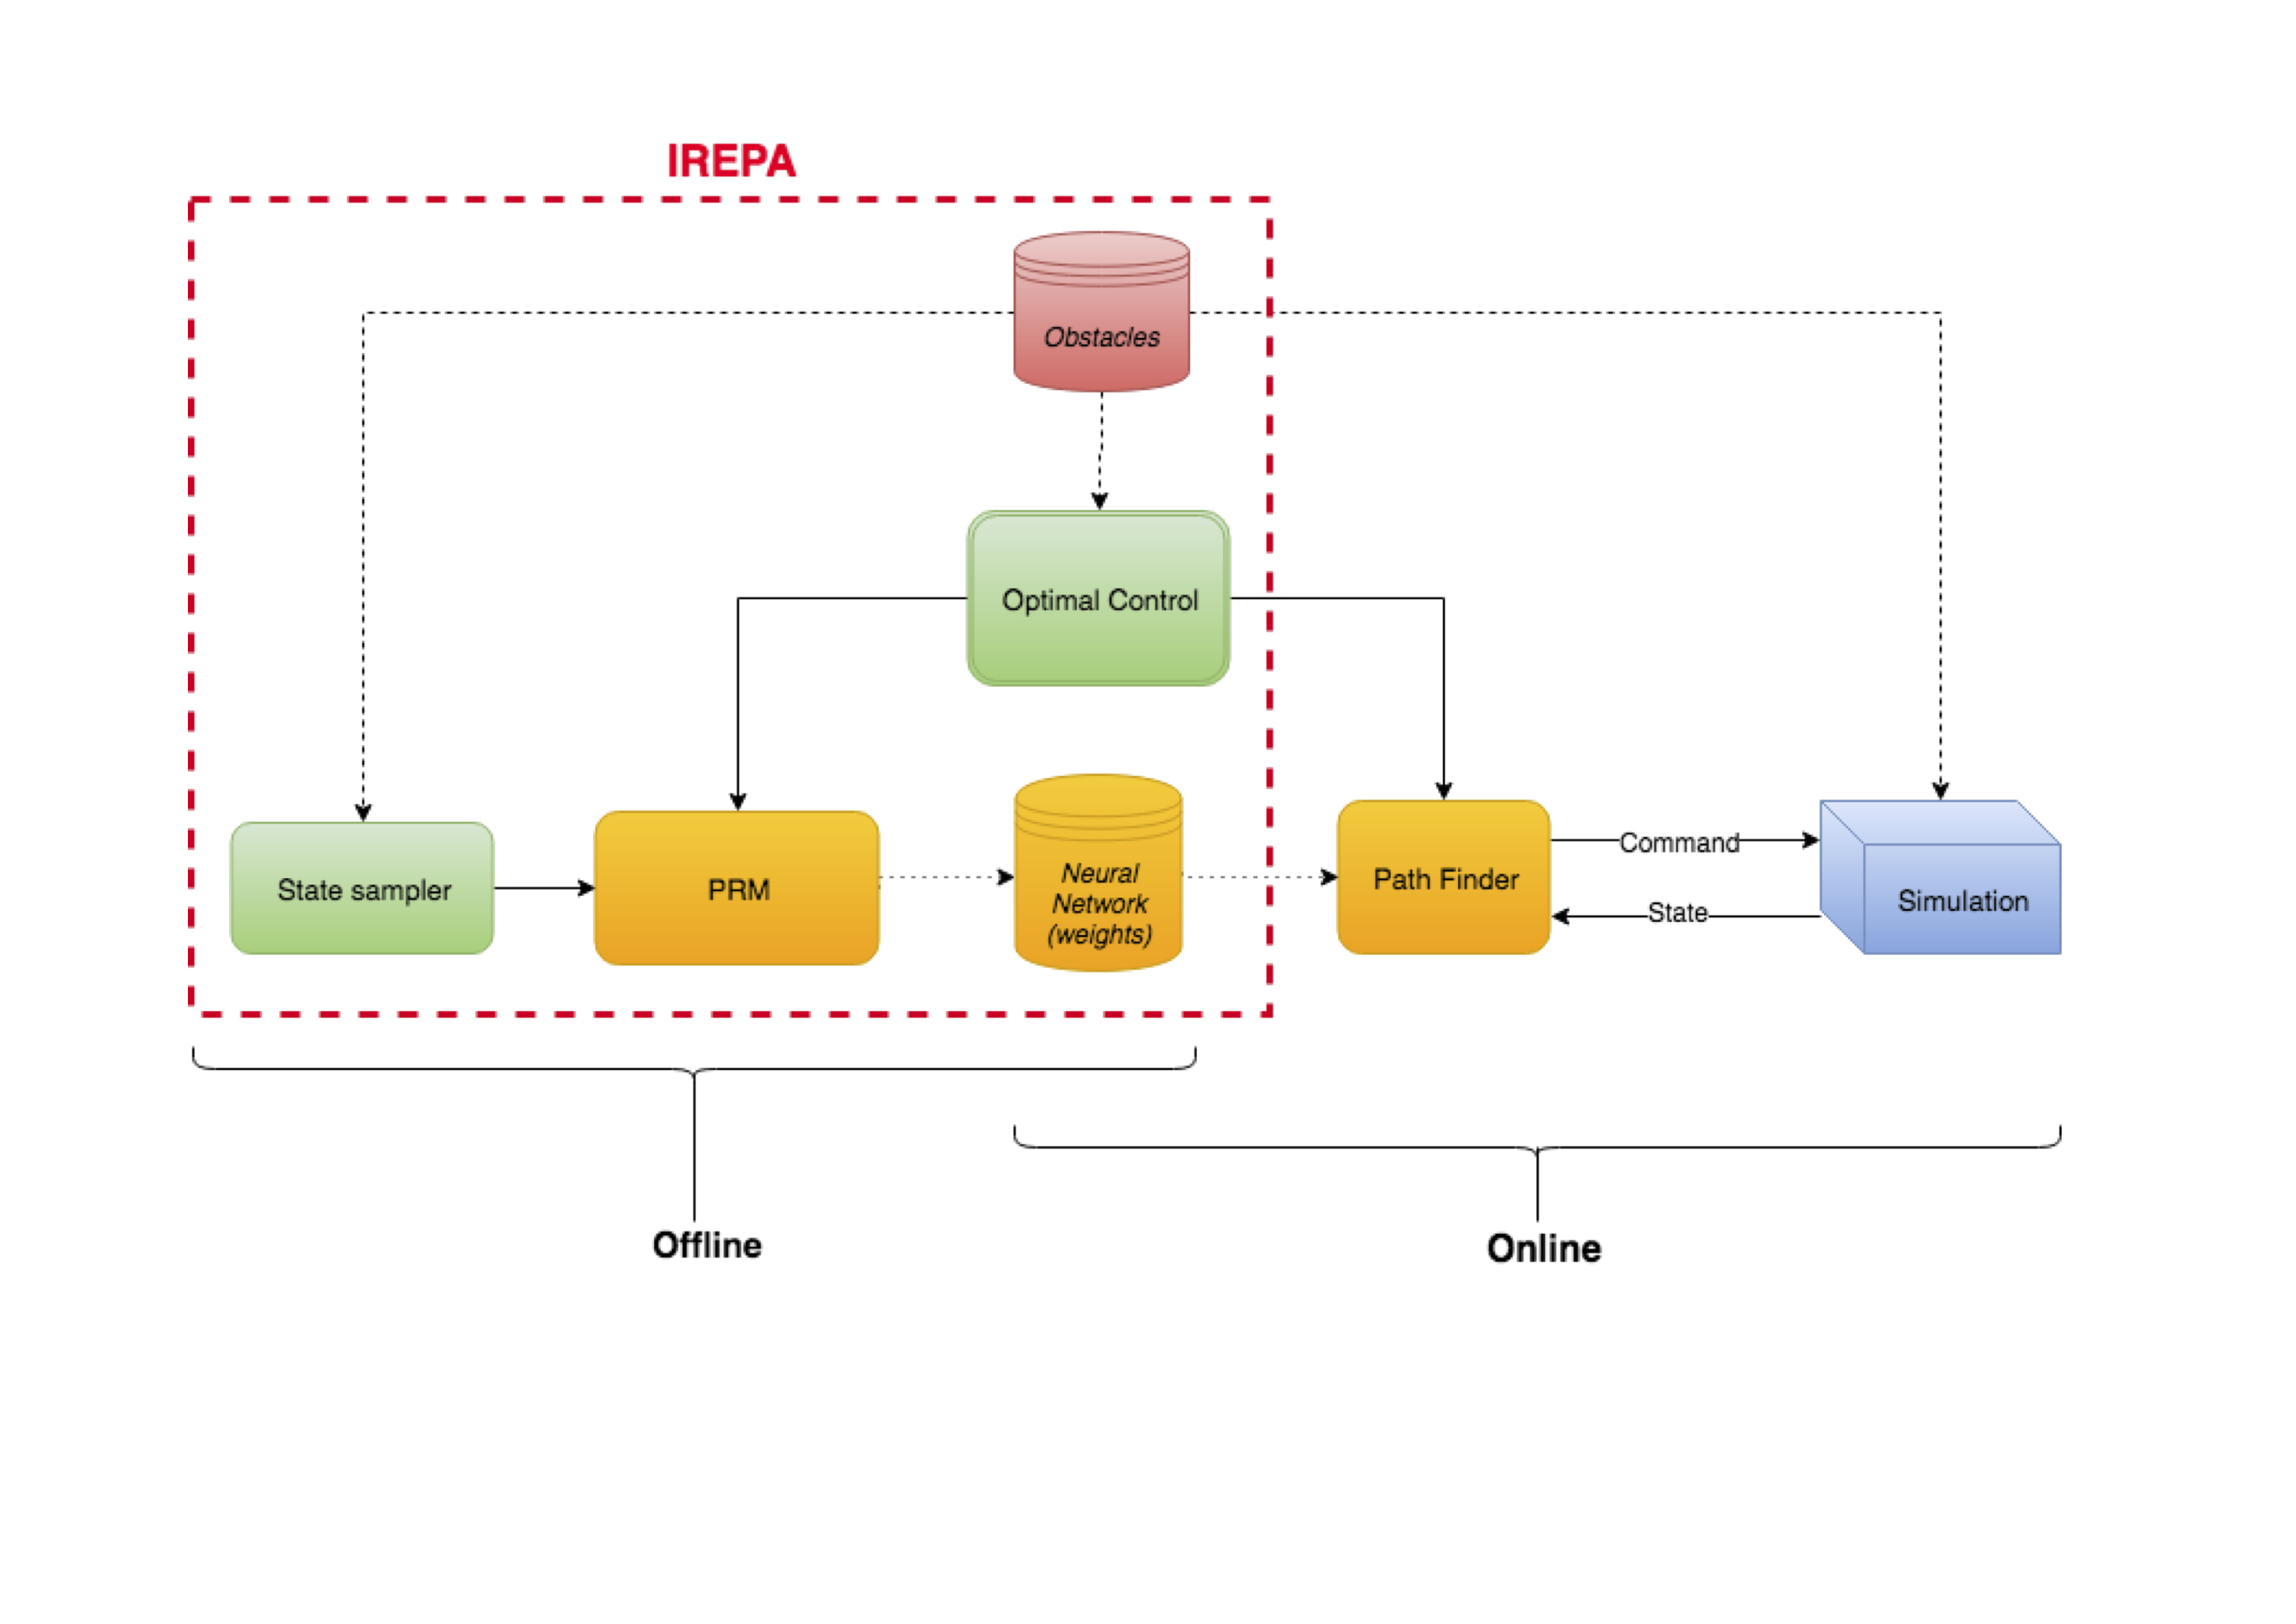 IREPA
Obstacles
Optimal Control
State sampler
PRM
Neural
Network
(weights)
Path Finder
Command
State
Simulation
Offline
Online